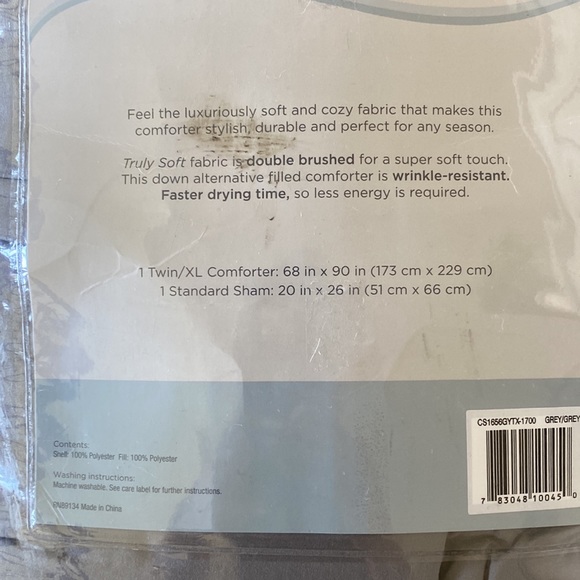 Feel the luxuriously soft and cozy fabric that makes this
comforter stylish, durable and perfect for any season.
Truly Soft fabric is double brushed for a super soft touch.
This down alternative filled comforter is wrinkle-resistant.
Faster drying time, so less energy is required.
1 Twin/XL Comforter: 68 in x 90 in (173 cm x 229 cm)
1 Standard Sham: 20 in x 26 in (51 cm x 66 cm)
CS1656GYTX-1700 GREY/GREY
7 83048 10045 0
Contents:
Shell: 100% Polyester Fill: 100% Polyester
Washing instructions:
Machine washable. See care label for further instructions.
RN89134 Made in China